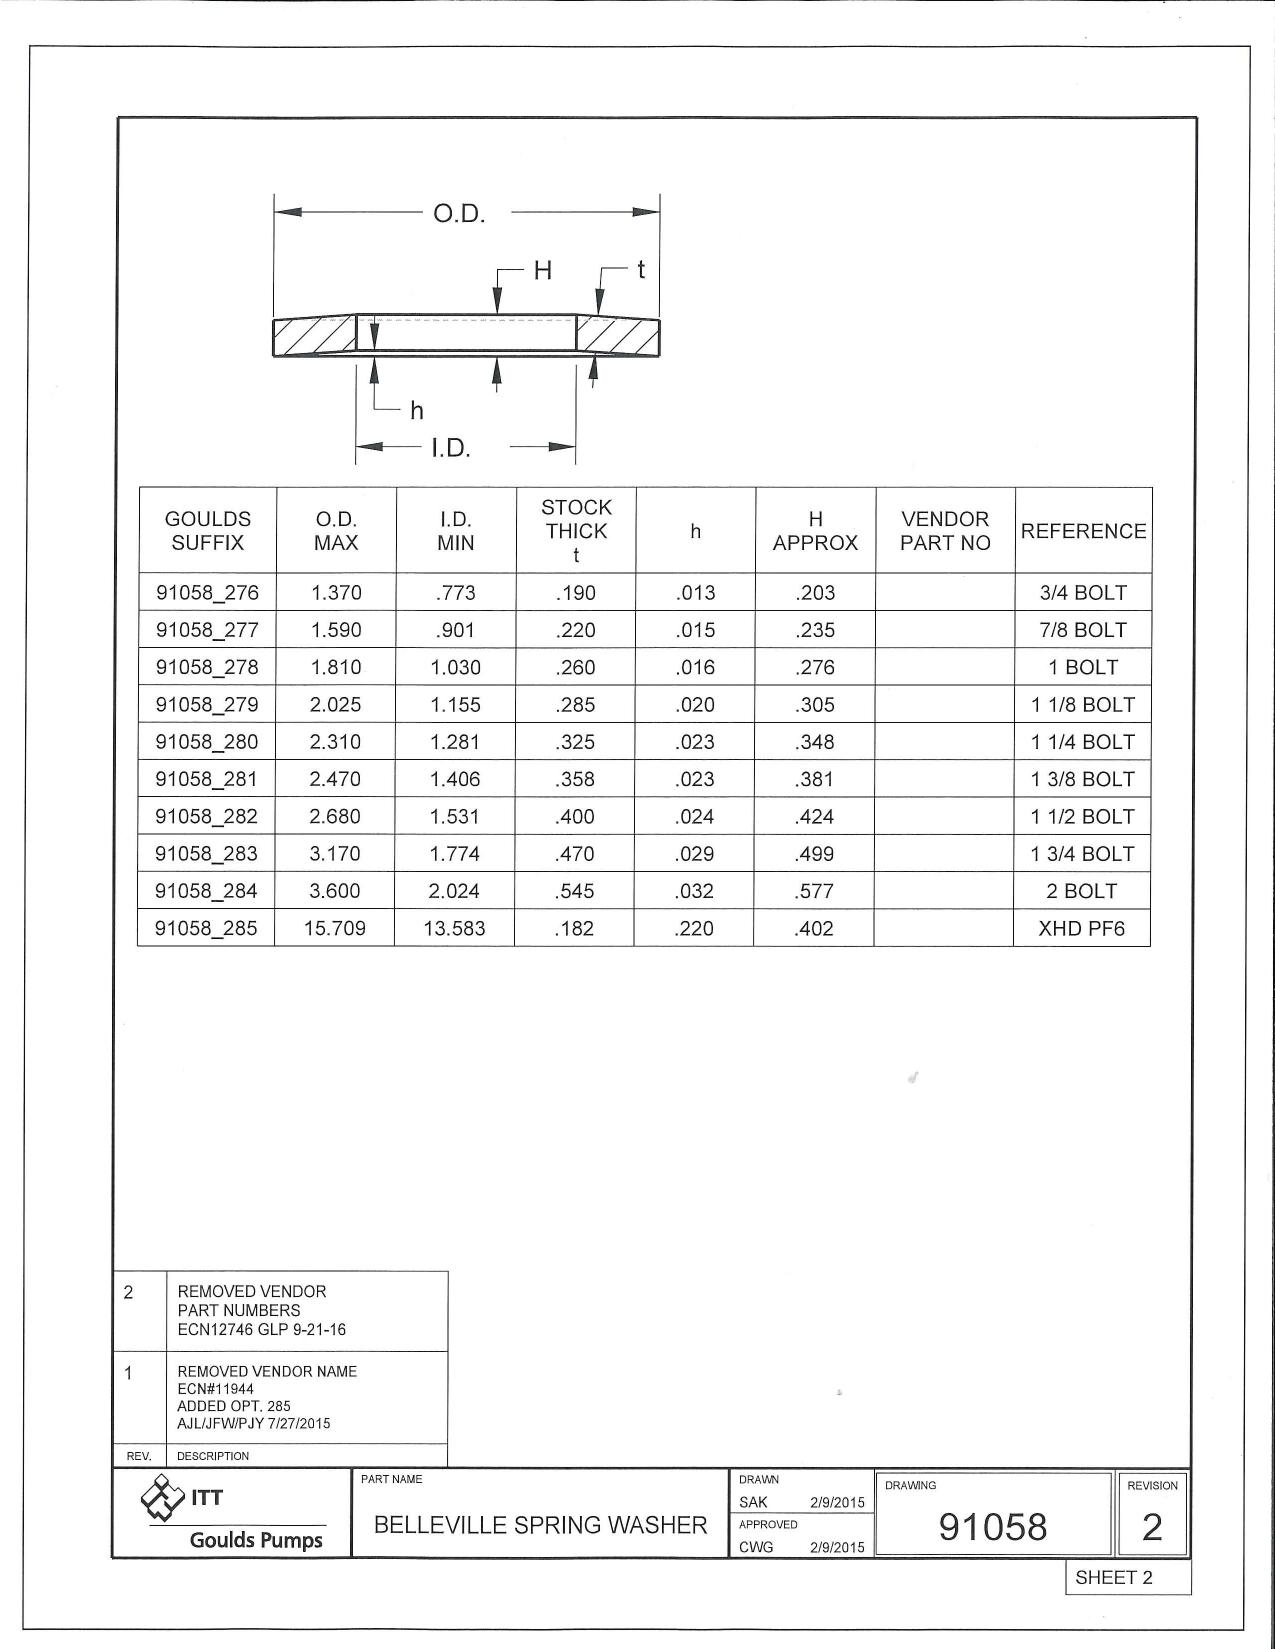 O.D.
H
t
h
I.D.
GOULDS SUFFIX O.D. MAX I.D. MIN STOCK THICK t h H APPROX VENDOR PART NO REFERENCE
91058_276 1.370 .773 .190 .013 .203 3/4 BOLT
91058_277 1.590 .901 .220 .015 .235 7/8 BOLT
91058_278 1.810 1.030 .260 .016 .276 1 BOLT
91058_279 2.025 1.155 .285 .020 .305 1 1/8 BOLT
91058_280 2.310 1.281 .325 .023 .348 1 1/4 BOLT
91058_281 2.470 1.406 .358 .023 .381 1 3/8 BOLT
91058_282 2.680 1.531 .400 .024 .424 1 1/2 BOLT
91058_283 3.170 1.774 .470 .029 .499 1 3/4 BOLT
91058_284 3.600 2.024 .545 .032 .577 2 BOLT
91058_285 15.709 13.583 .182 .220 .402 XHD PF6
2 REMOVED VENDOR
PART NUMBERS
ECN12746 GLP 9-21-16
1 REMOVED VENDOR NAME
ECN#11944
ADDED OPT. 285
AJL/JFW/PJY 7/27/2015
REV. DESCRIPTION
ITT
Goulds Pumps
PART NAME
BELLEVILLE SPRING WASHER
DRAWN
SAK 2/9/2015
APPROVED
CWG 2/9/2015
DRAWING
91058
REVISION
2
SHEET 2